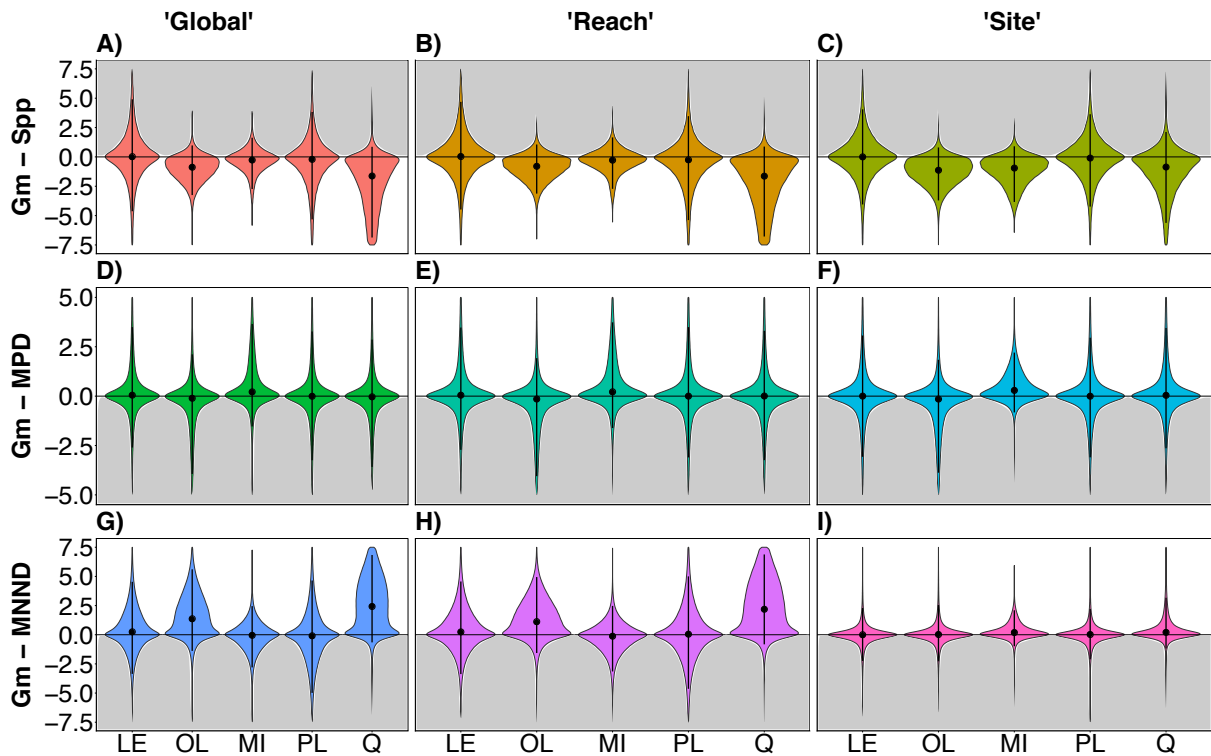 'Global' 'Reach' 'Site'
A) B) C)
Gm – Spp
7.5
5.0
2.5
0.0
−2.5
−5.0
−7.5
D) E) F)
Gm – MPD
5.0
2.5
0.0
−2.5
−5.0
G) H) I)
Gm – MNND
7.5
5.0
2.5
0.0
−2.5
−5.0
−7.5
LE OL MI PL Q LE OL MI PL Q LE OL MI PL Q